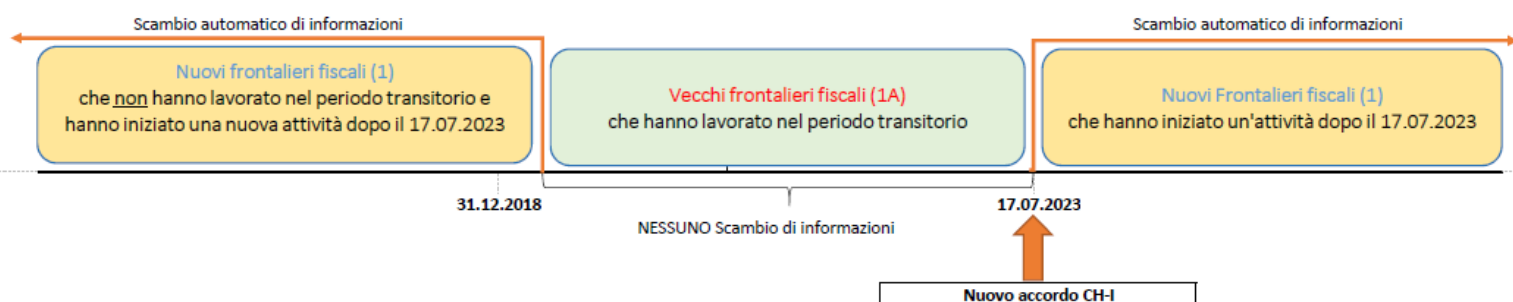 Scambio automatico di informazioni
Scambio automatico di informazioni
Nuovi frontalieri fiscali (1)
che non hanno lavorato nel periodo transitorio e
hanno iniziato una nuova attività dopo il 17.07.2023
Vecchi frontalieri fiscali (1A)
che hanno lavorato nel periodo transitorio
Nuovi Frontalieri fiscali (1)
che hanno iniziato un'attività dopo il 17.07.2023
31.12.2018
17.07.2023
NESSUNO Scambio di informazioni
Nuovo accordo CH-I